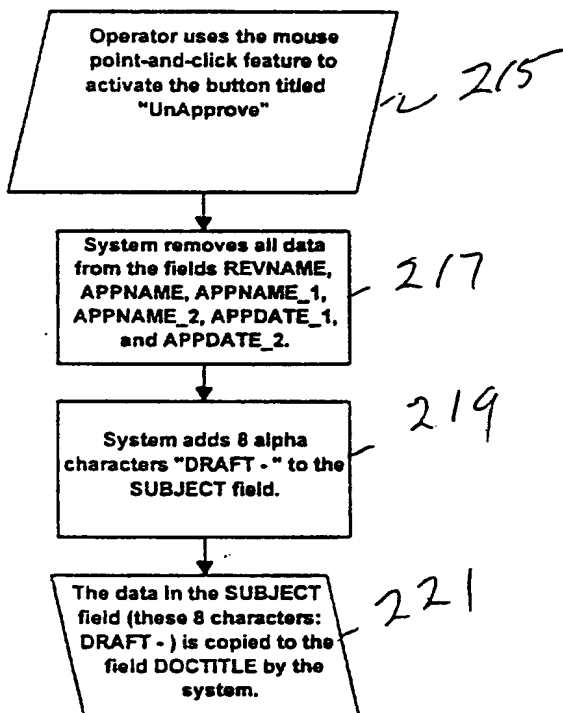 Operator uses the mouse
point-and-click feature to
activate the button titled
"UnApprove"
215
System removes all data
from the fields REVNAME,
APPNAME, APPNAME_1,
APPNAME_2, APPDATE_1,
and APPDATE_2.
217
System adds 8 alpha
characters "DRAFT - " to the
SUBJECT field.
219
The data in the SUBJECT
field (these 8 characters:
DRAFT - ) is copied to the
field DOCTITLE by the
system.
221